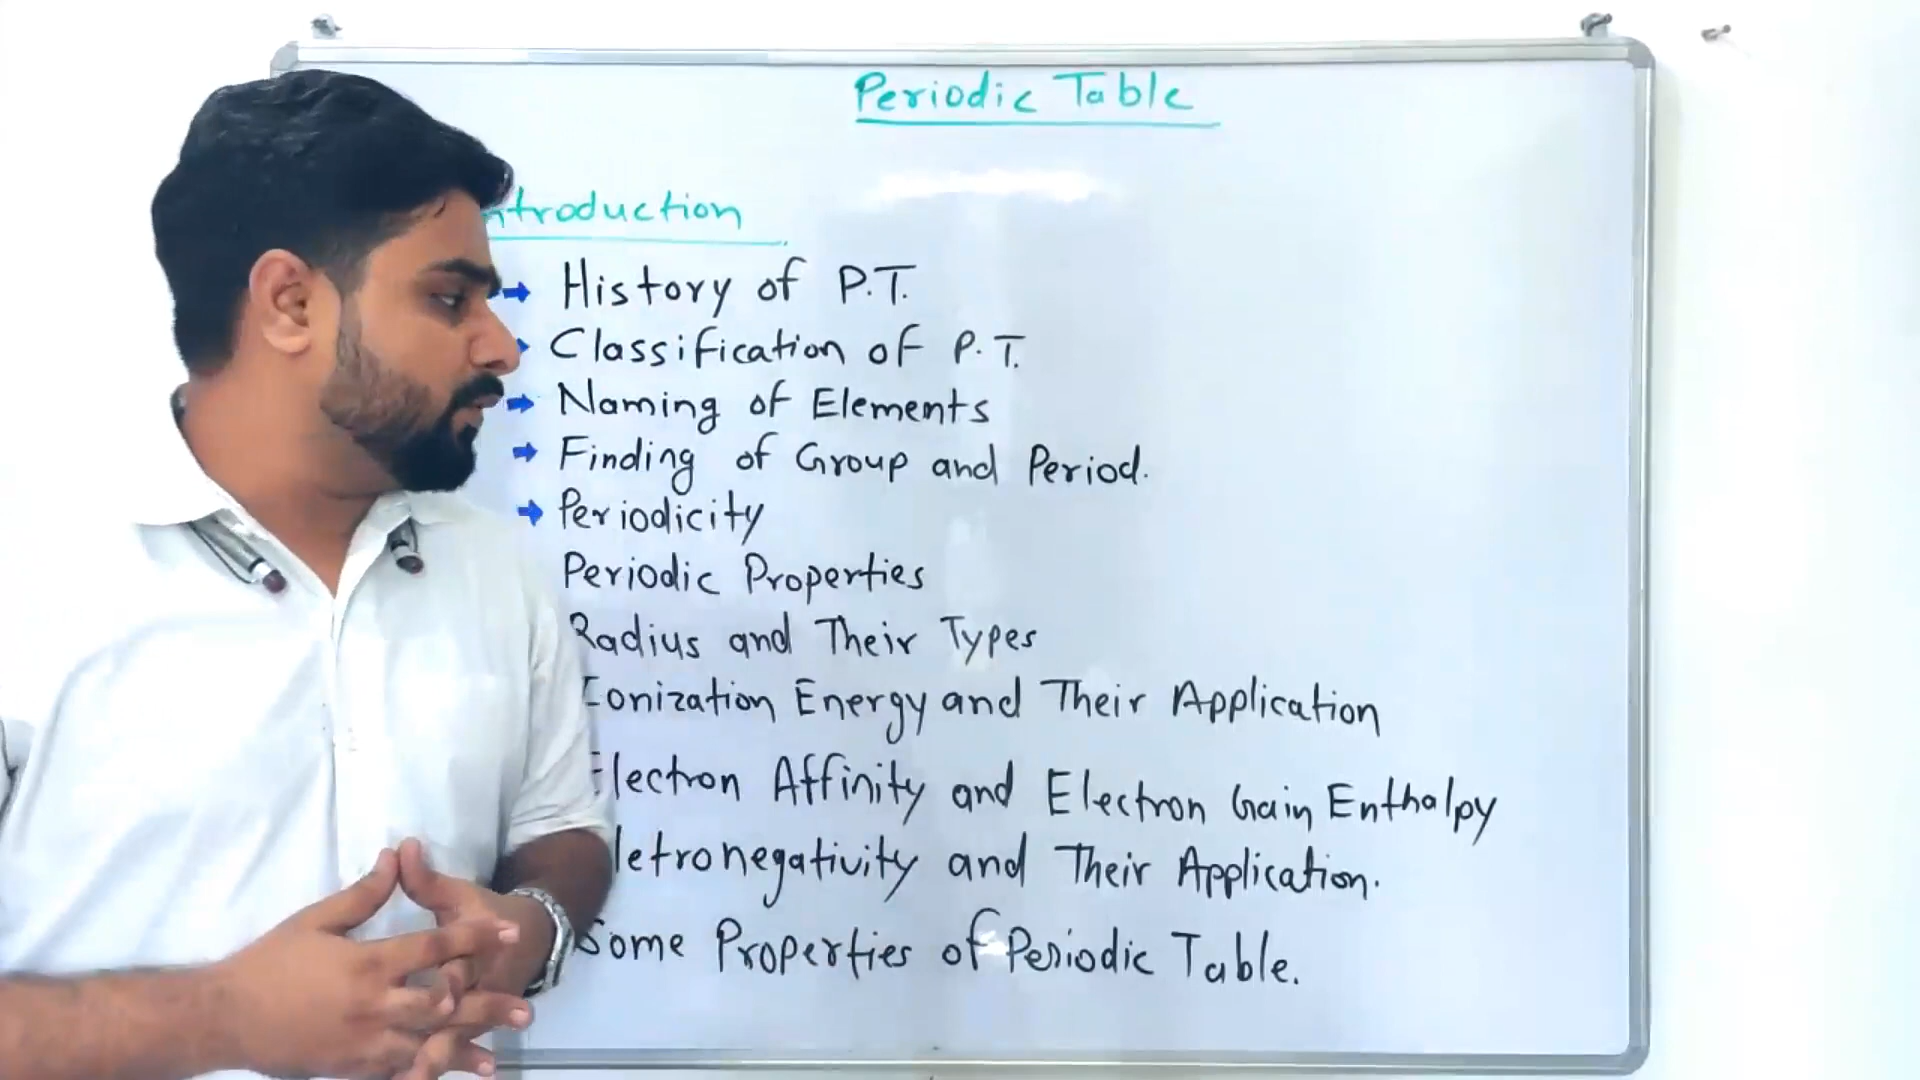 Periodic Table
ntroduction
→ History of P.T.
→ Classification of P.T.
→ Naming of Elements
→ Finding of Group and Period.
→ Periodicity
Periodic Properties
Radius and Their Types
Ionization Energy and Their Application
Electron Affinity and Electron Gain Enthalpy
letronegativity and Their Application.
Some Properties of Periodic Table.